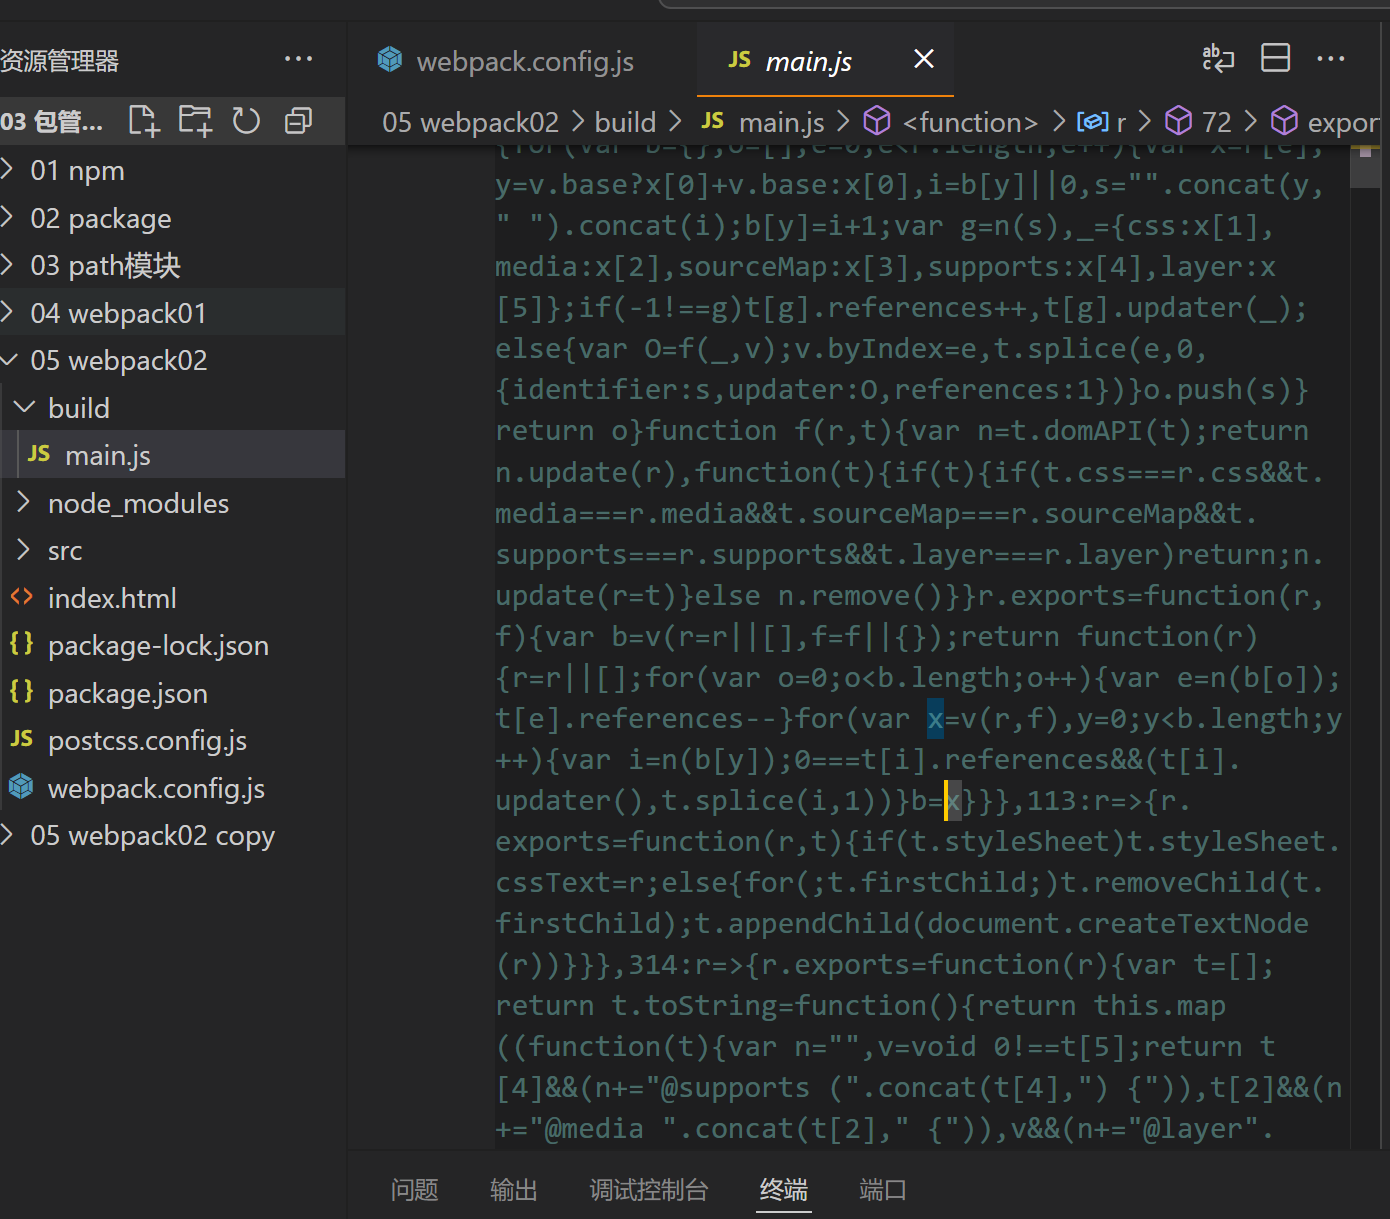 资源管理器
03 包管...
01 npm
02 package
03 path模块
04 webpack01
05 webpack02
build
JS main.js
node_modules
src
<> index.html
{} package-lock.json
{} package.json
JS postcss.config.js
webpack.config.js
05 webpack02 copy
webpack.config.js
JS main.js
05 webpack02 > build > JS main.js > <function> > r > 72 > expor
{for(var b={},o=[],e=0;e<r.length;e++){var x=r[e],
y=v.base?x[0]+v.base:x[0],i=b[y]||0,s="".concat(y,
" ").concat(i);b[y]=i+1;var g=n(s),_={css:x[1],
media:x[2],sourceMap:x[3],supports:x[4],layer:x
[5]};if(-1!==g)t[g].references++,t[g].updater(_);
else{var O=f(_,v);v.byIndex=e,t.splice(e,0,
{identifier:s,updater:O,references:1})}o.push(s)}
return o}function f(r,t){var n=t.domAPI(t);return
n.update(r),function(t){if(t){if(t.css===r.css&&t.
media===r.media&&t.sourceMap===r.sourceMap&&t.
supports===r.supports&&t.layer===r.layer)return;n.
update(r=t)}else n.remove()}}r.exports=function(r,
f){var b=v(r=r||[],f=f||{});return function(r)
{r=r||[];for(var o=0;o<b.length;o++){var e=n(b[o]);
t[e].references--}for(var x=v(r,f),y=0;y<b.length;y
++){var i=n(b[y]);0===t[i].references&&(t[i].
updater(),t.splice(i,1))}b=x}}},113:r=>{r.
exports=function(r,t){if(t.styleSheet)t.styleSheet.
cssText=r;else{for(;t.firstChild;)t.removeChild(t.
firstChild);t.appendChild(document.createTextNode
(r))}}},314:r=>{r.exports=function(r){var t=[];
return t.toString=function(){return this.map
((function(t){var n="",v=void 0!==t[5];return t
[4]&&(n+="@supports (".concat(t[4],") {")),t[2]&&(n
+="@media ".concat(t[2]," {")),v&&(n+="@layer".
问题 输出 调试控制台 终端 端口